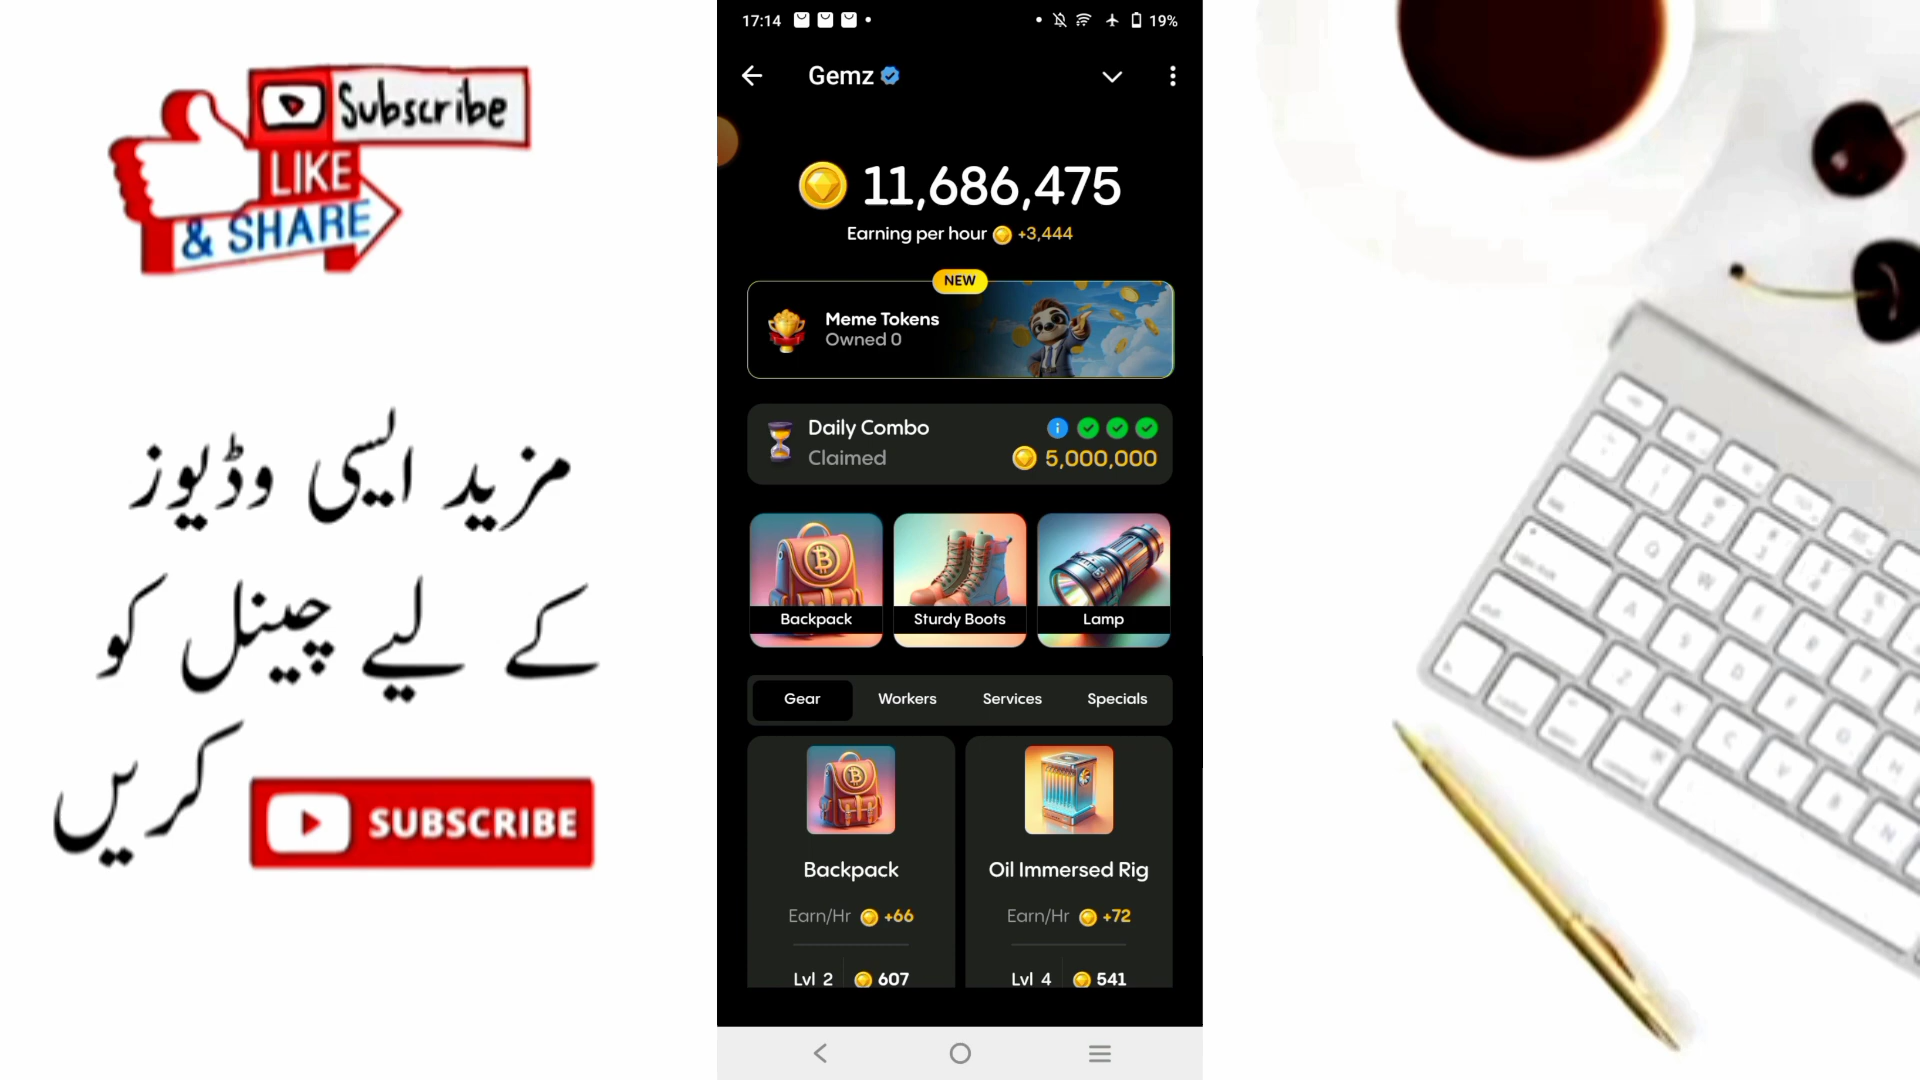 Subscribe
LIKE
& SHARE
مزید ایسی وڈیوز
کے لیے چینل کو
کریں
SUBSCRIBE
17:14
19%
Gemz
11,686,475
Earning per hour +3,444
NEW
Meme Tokens
Owned 0
Daily Combo
Claimed
5,000,000
Backpack Sturdy Boots Lamp
Gear Workers Services Specials
Backpack Oil Immersed Rig
Earn/Hr +66 Earn/Hr +72
Lvl 2 607 Lvl 4 541